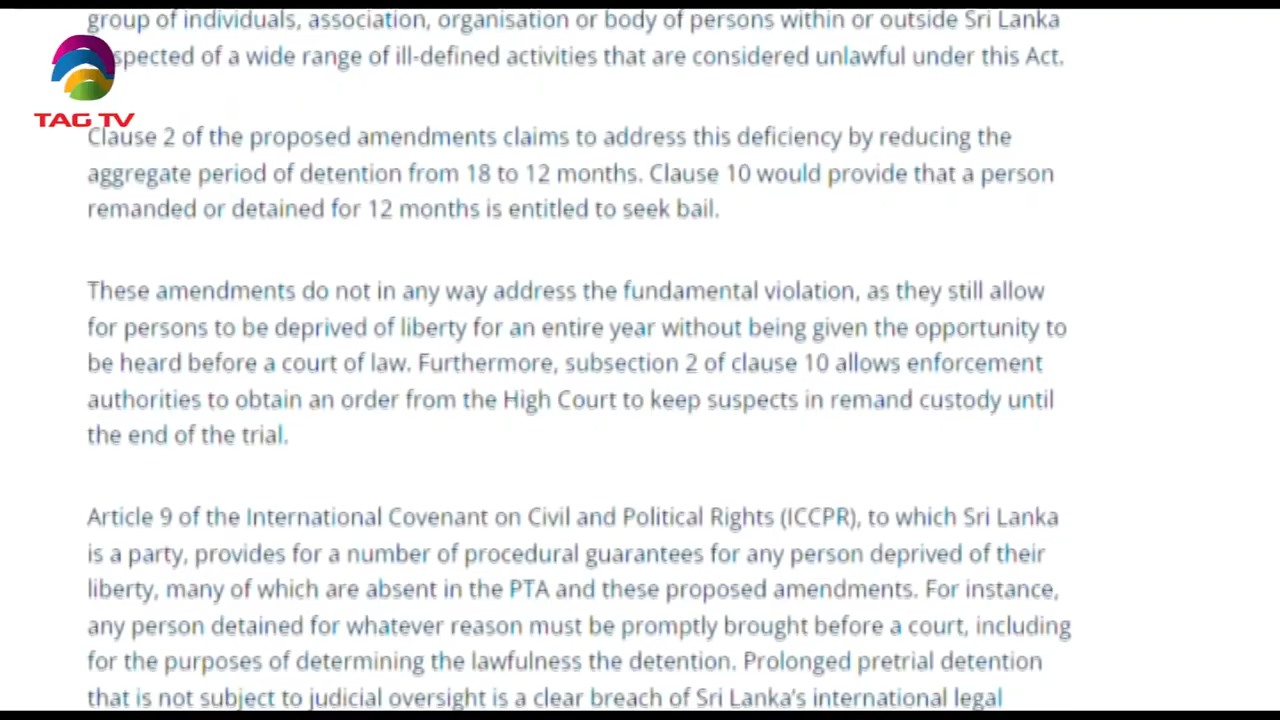 group of individuals, association, organisation or body of persons within or outside Sri Lanka
spected of a wide range of ill-defined activities that are considered unlawful under this Act.
TAG TV
Clause 2 of the proposed amendments claims to address this deficiency by reducing the
aggregate period of detention from 18 to 12 months. Clause 10 would provide that a person
remanded or detained for 12 months is entitled to seek bail.
These amendments do not in any way address the fundamental violation, as they still allow
for persons to be deprived of liberty for an entire year without being given the opportunity to
be heard before a court of law. Furthermore, subsection 2 of clause 10 allows enforcement
authorities to obtain an order from the High Court to keep suspects in remand custody until
the end of the trial.
Article 9 of the International Covenant on Civil and Political Rights (ICCPR), to which Sri Lanka
is a party, provides for a number of procedural guarantees for any person deprived of their
liberty, many of which are absent in the PTA and these proposed amendments. For instance,
any person detained for whatever reason must be promptly brought before a court, including
for the purposes of determining the lawfulness the detention. Prolonged pretrial detention
that is not subject to judicial oversight is a clear breach of Sri Lanka's international legal